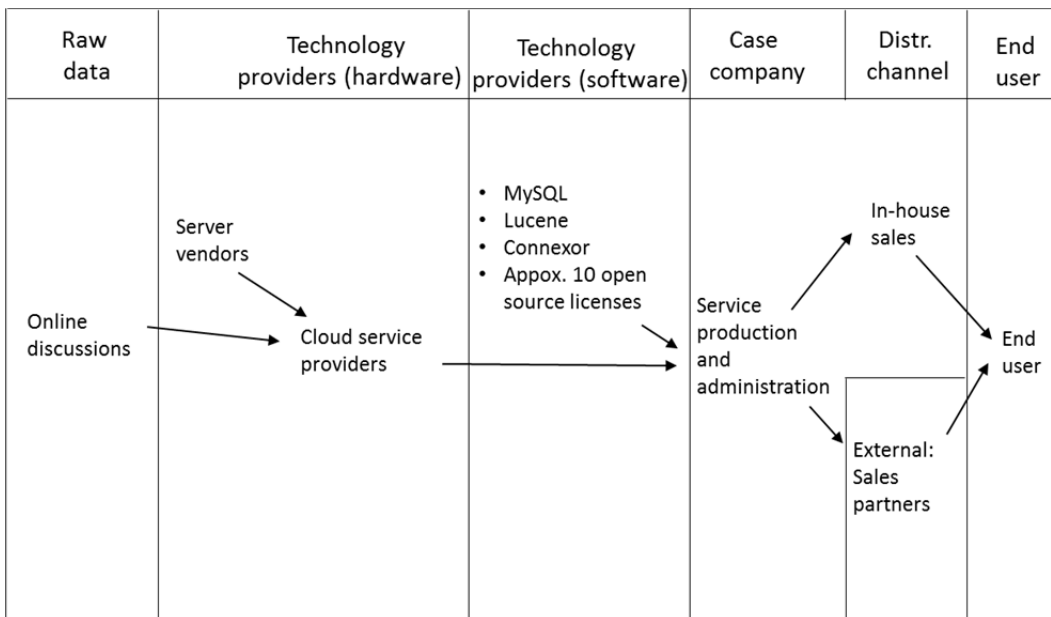 Raw
data
Technology
providers (hardware)
Technology
providers (software)
Case
company
Distr.
channel
End
user
Online
discussions
Server
vendors
Cloud service
providers
• MySQL
• Lucene
• Connexor
• Appox. 10 open
source licenses
Service
production
and
administration
In-house
sales
External:
Sales
partners
End
user